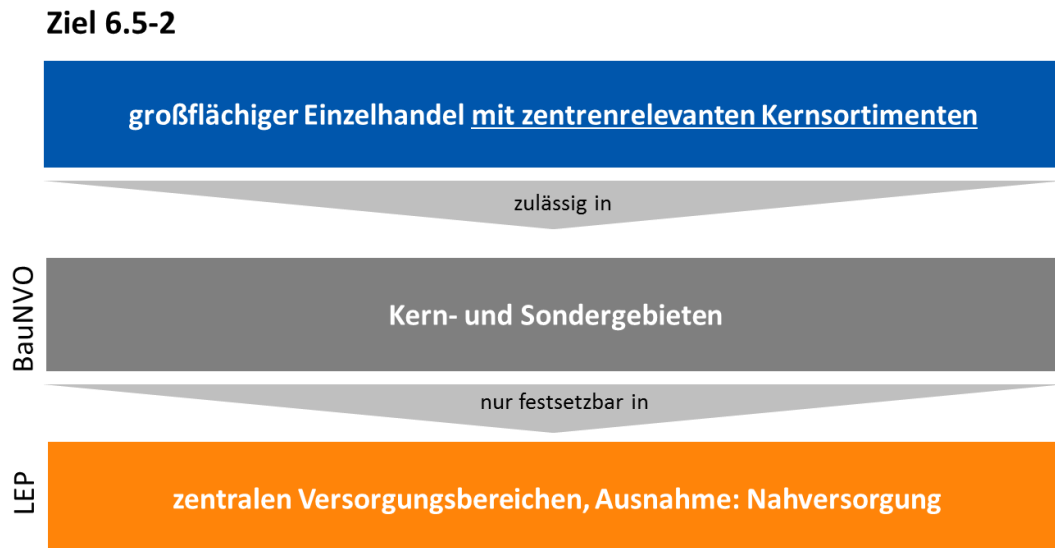 Ziel 6.5-2
großflächiger Einzelhandel mit zentrenrelevanten Kernsortimenten
zulässig in
BauNVO
Kern- und Sondergebieten
nur festsetzbar in
LEP
zentralen Versorgungsbereichen, Ausnahme: Nahversorgung